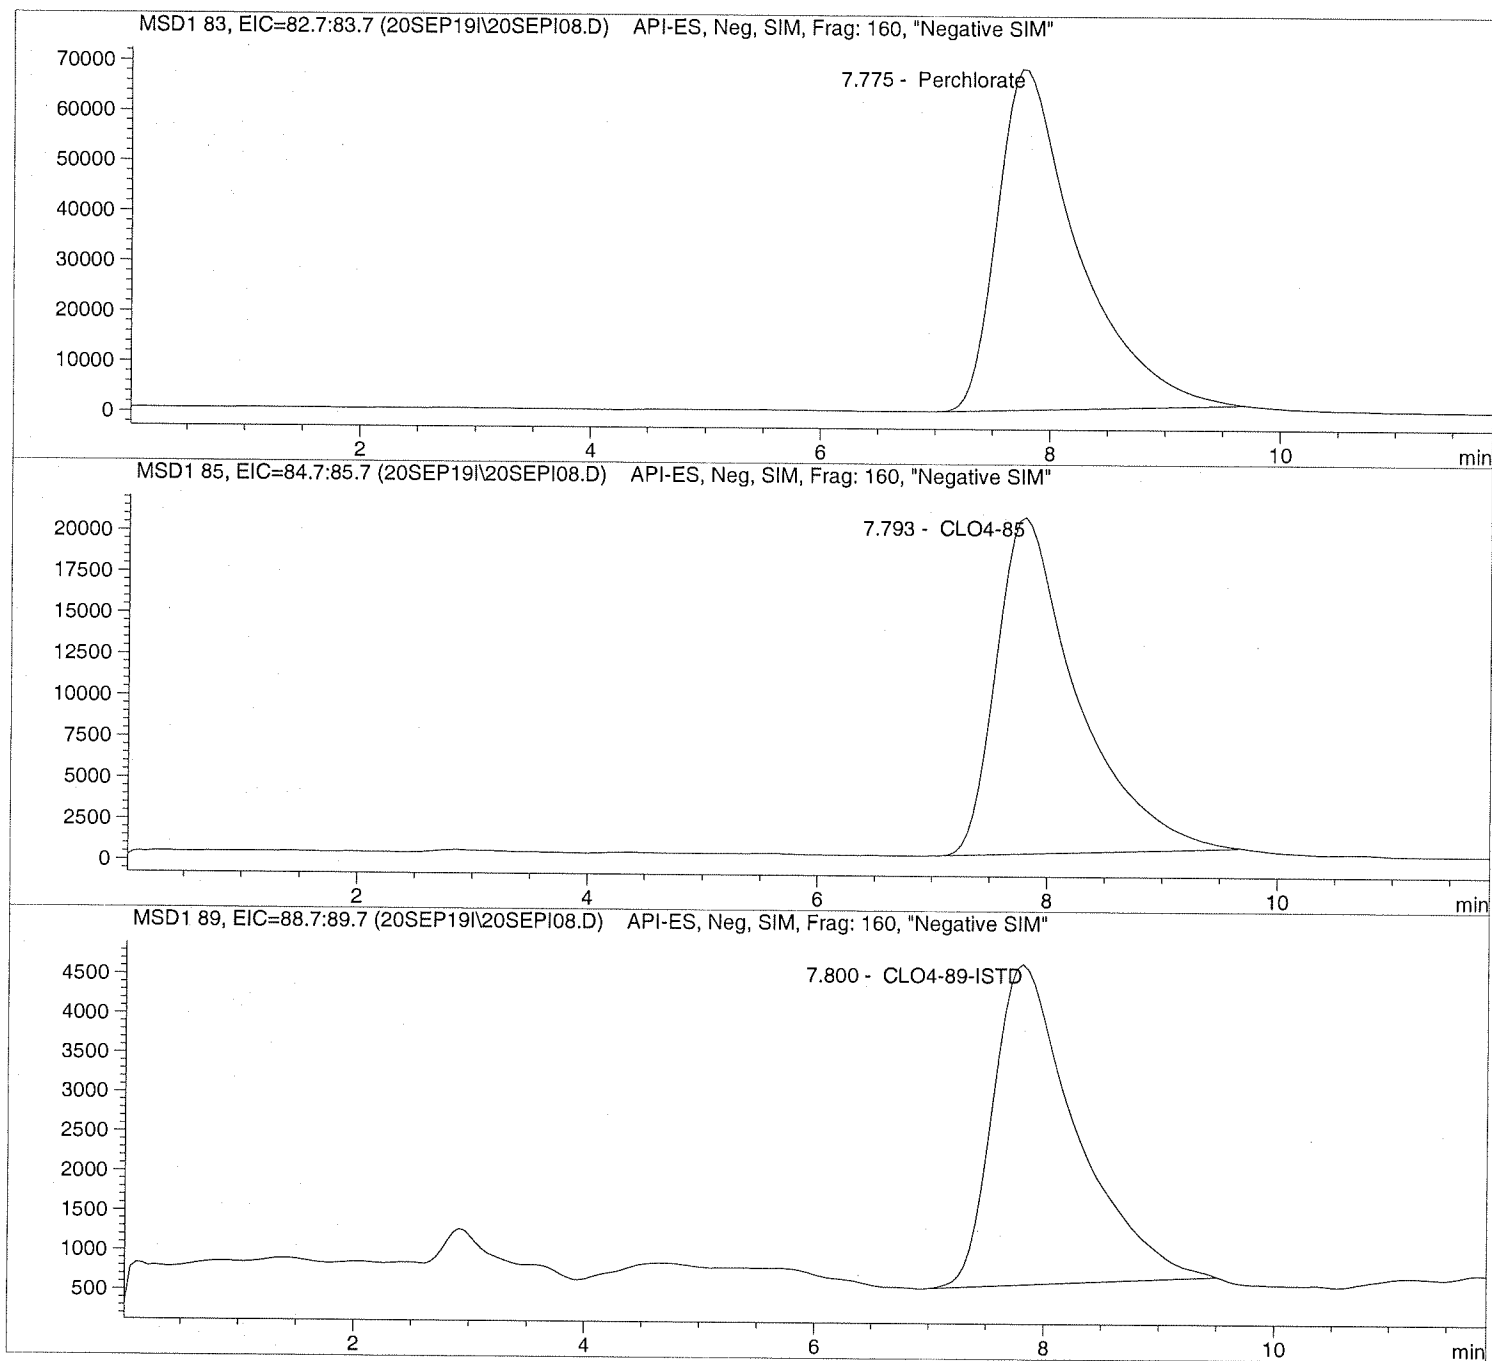 MSD1 83, EIC=82.7:83.7 (20SEP19I\20SEPI08.D) API-ES, Neg, SIM, Frag: 160, "Negative SIM"
70000
7.775 - Perchlorate
60000
50000
40000
30000
20000
10000
0
2 4 6 8 10 min
MSD1 85, EIC=84.7:85.7 (20SEP19I\20SEPI08.D) API-ES, Neg, SIM, Frag: 160, "Negative SIM"
20000
7.793 - CLO4-85
17500
15000
12500
10000
7500
5000
2500
0
2 4 6 8 10 min
MSD1 89, EIC=88.7:89.7 (20SEP19I\20SEPI08.D) API-ES, Neg, SIM, Frag: 160, "Negative SIM"
4500
7.800 - CLO4-89-ISTD
4000
3500
3000
2500
2000
1500
1000
500
2 4 6 8 10 min